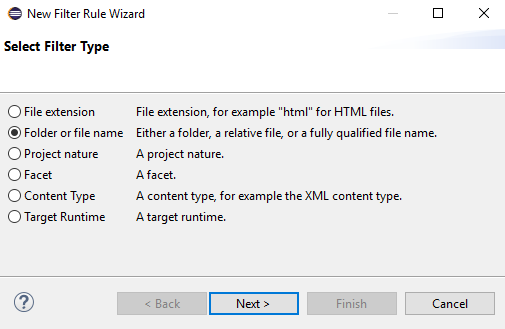 New Filter Rule Wizard
Select Filter Type
File extension File extension, for example "html" for HTML files.
Folder or file name Either a folder, a relative file, or a fully qualified file name.
Project nature A project nature.
Facet A facet.
Content Type A content type, for example the XML content type.
Target Runtime A target runtime.
? < Back Next > Finish Cancel